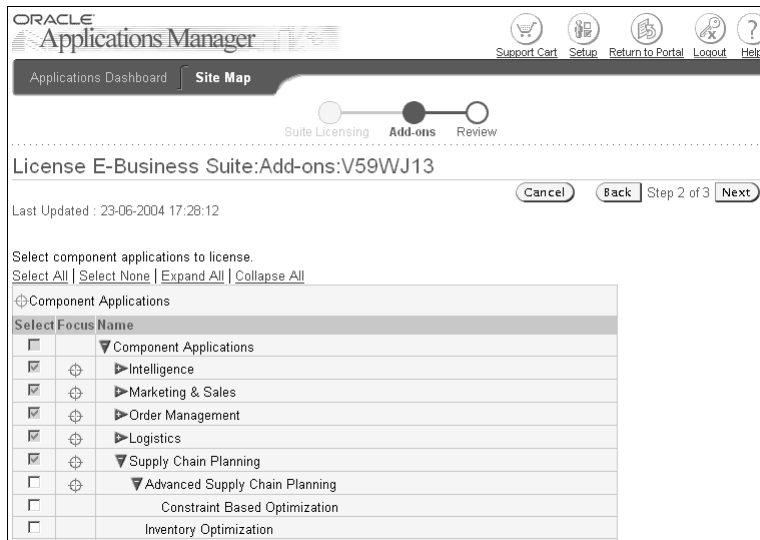 ORACLE
Applications Manager
Support Cart Setup Return to Portal Logout Help
Applications Dashboard Site Map
Suite Licensing Add-ons Review
License E-Business Suite:Add-ons:V59WJ13
Cancel Back Step 2 of 3 Next
Last Updated : 23-06-2004 17:28:12
Select component applications to license.
Select All | Select None | Expand All | Collapse All
Component Applications
Select Focus Name
Component Applications
Intelligence
Marketing & Sales
Order Management
Logistics
Supply Chain Planning
Advanced Supply Chain Planning
Constraint Based Optimization
Inventory Optimization